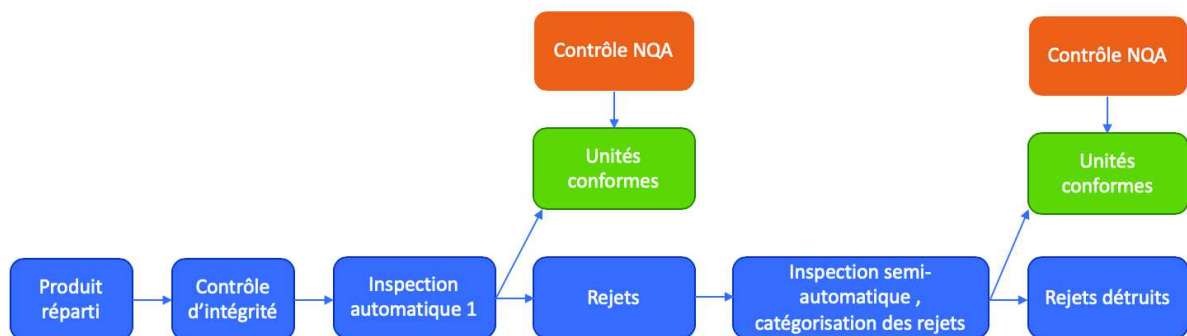 Contrôle NQA
Contrôle NQA
Unités
conformes
Unités
conformes
Produit
réparti
Contrôle
d'intégrité
Inspection
automatique 1
Rejets
Inspection semi-
automatique ,
catégorisation des rejets
Rejets détruits